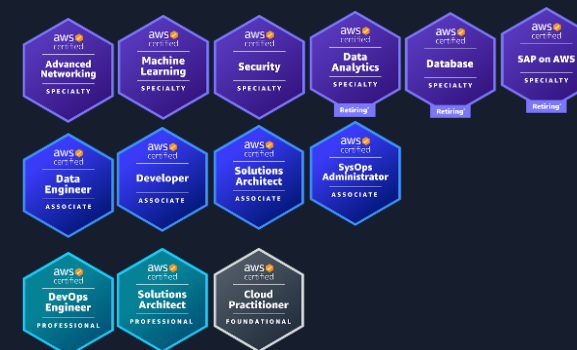 aws
certified
Advanced
Networking
SPECIALTY
aws
certified
Machine
Learning
SPECIALTY
aws
certified
Security
SPECIALTY
aws
certified
Data
Analytics
SPECIALTY
Retiring*
aws
certified
Database
SPECIALTY
Retiring*
aws
certified
SAP on AWS
SPECIALTY
Retiring*
aws
certified
Data
Engineer
ASSOCIATE
aws
certified
Developer
ASSOCIATE
aws
certified
Solutions
Architect
ASSOCIATE
aws
certified
SysOps
Administrator
ASSOCIATE
aws
certified
DevOps
Engineer
PROFESSIONAL
aws
certified
Solutions
Architect
PROFESSIONAL
aws
certified
Cloud
Practitioner
FOUNDATIONAL